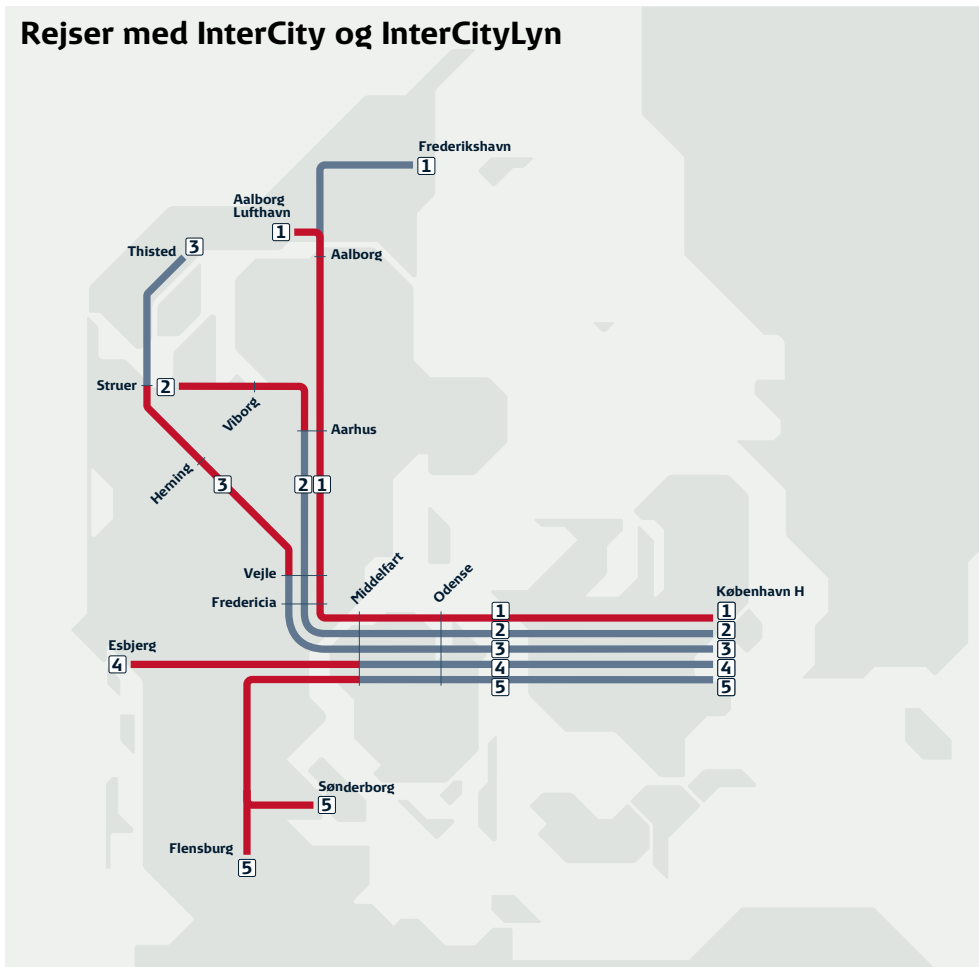 Rejser med InterCity og InterCityLyn
Frederikshavn
1
Aalborg
Lufthavn
1
3
Thisted
Aalborg
Struer
2
Viborg
Aarhus
Herning
3
2
1
Vejle
Middelfart
Odense
Fredericia
København H
1
1
2
2
3
3
Esbjerg
4
4
4
5
5
Sønderborg
5
Flensburg
5